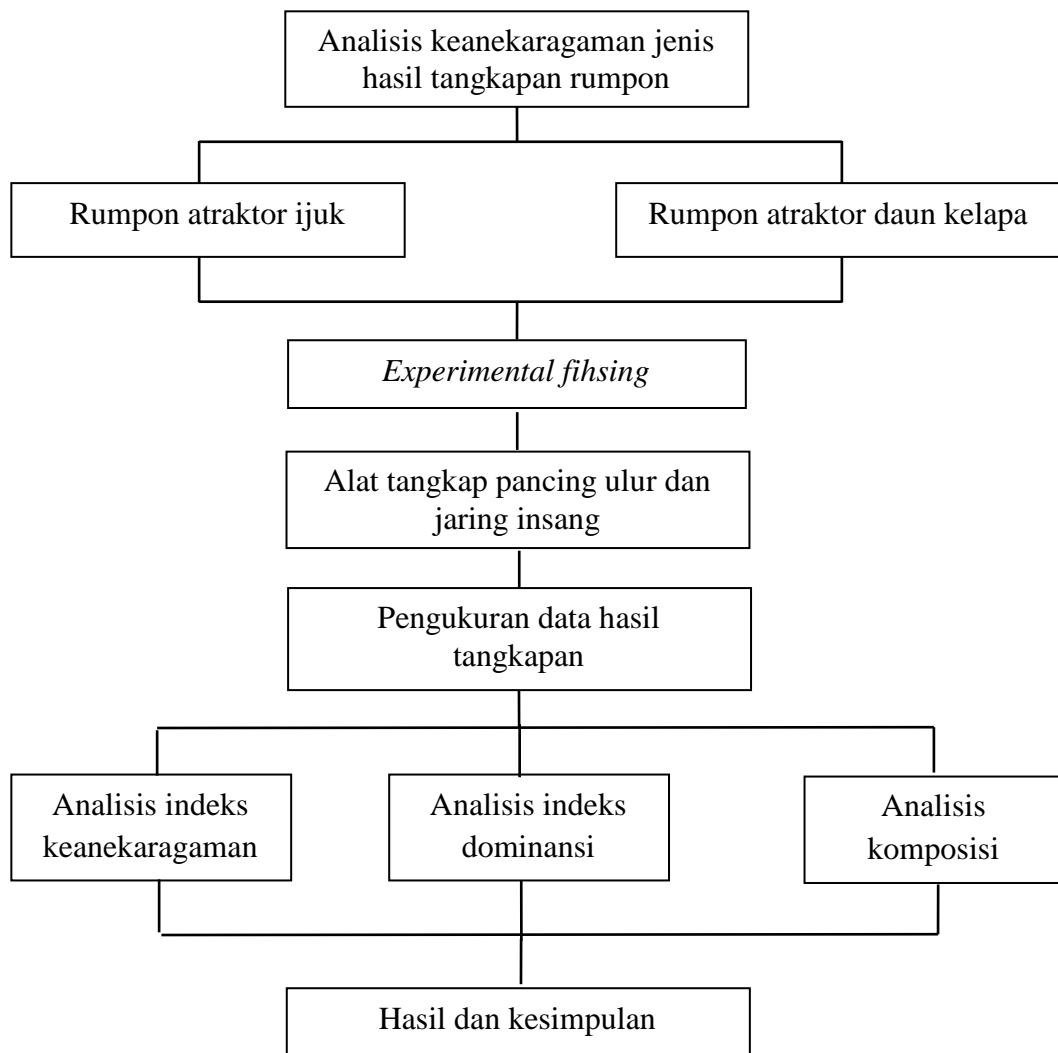 Analisis keanekaragaman jenis
hasil tangkapan rumpon
Rumpon atraktor ijuk
Rumpon atraktor daun kelapa
Experimental fihsing
Alat tangkap pancing ulur dan
jaring insang
Pengukuran data hasil
tangkapan
Analisis indeks
keanekaragaman
Analisis indeks
dominansi
Analisis
komposisi
Hasil dan kesimpulan